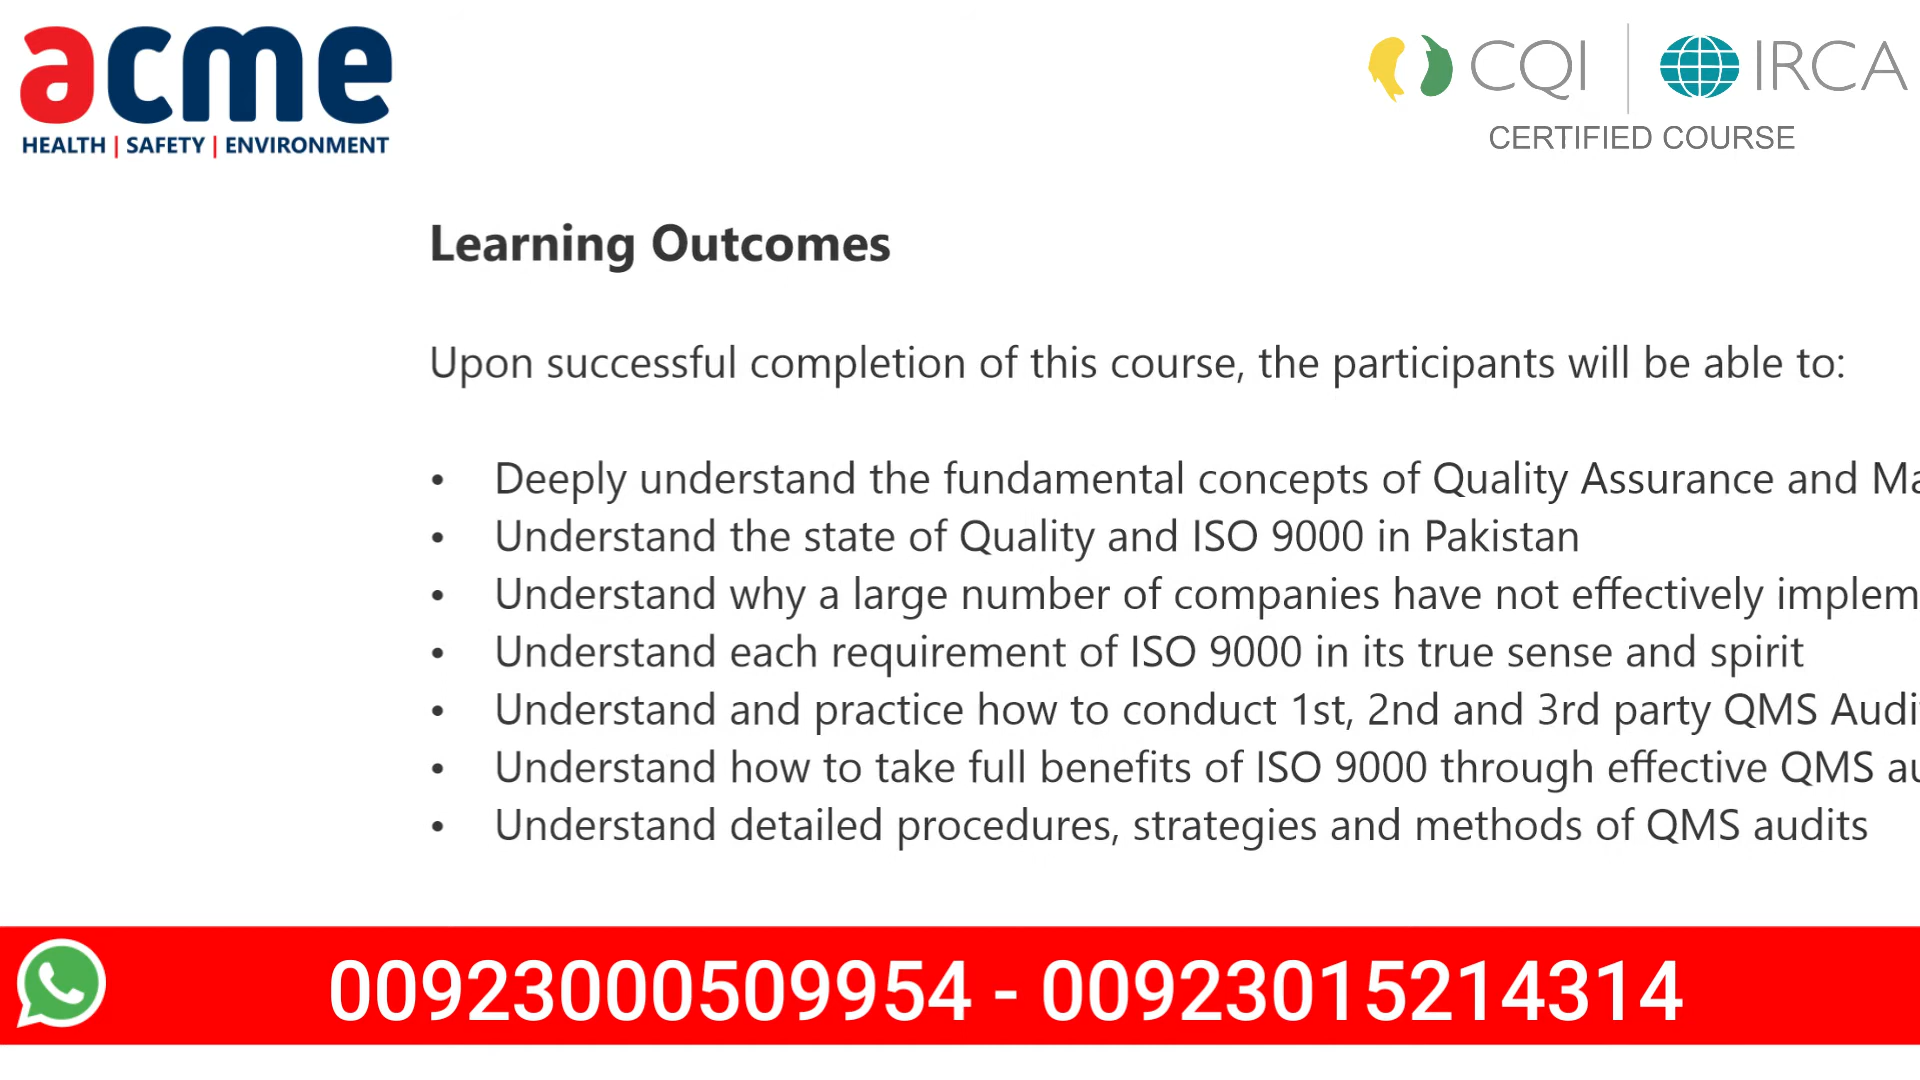 acme
HEALTH | SAFETY | ENVIRONMENT
CQI | IRCA
CERTIFIED COURSE
Learning Outcomes
Upon successful completion of this course, the participants will be able to:
• Deeply understand the fundamental concepts of Quality Assurance and
• Understand the state of Quality and ISO 9000 in Pakistan
• Understand why a large number of companies have not effectively
• Understand each requirement of ISO 9000 in its true sense and spirit
• Understand and practice how to conduct 1st, 2nd and 3rd party QMS
• Understand how to take full benefits of ISO 9000 through effective QMS
• Understand detailed procedures, strategies and methods of QMS audits
00923000509954 - 00923015214314